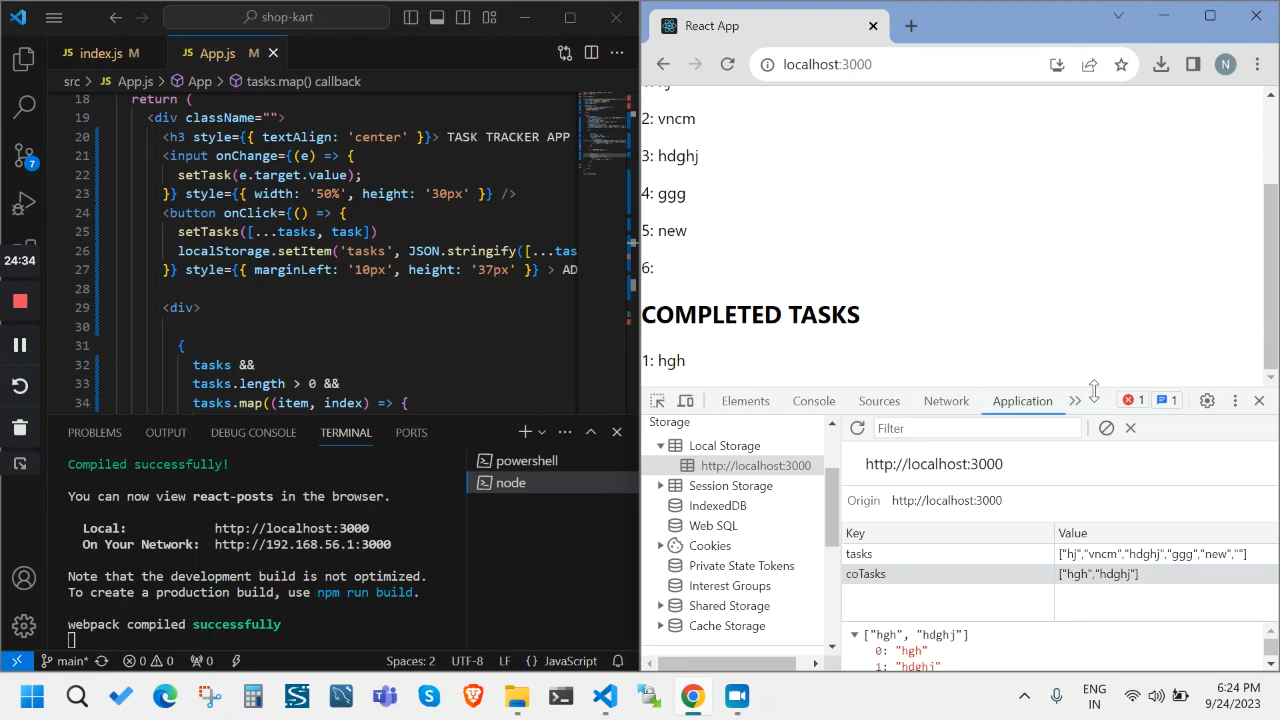 shop-kart
React App
index.js M
App.js M
localhost:3000
src > App.js > App > tasks.map() callback
18 return (
19 <div className="">
20 <h3 style={{ textAlign: 'center' }}> TASK TRACKER APP
21 <input onChange={(e) => {
22 setTask(e.target.value);
23 }} style={{ width: '50%', height: '30px' }} />
24 <button onClick={() => {
25 setTasks([...tasks, task])
26 localStorage.setItem('tasks', JSON.stringify([...tas
27 }} style={{ marginLeft: '10px', height: '37px' }} > AD
28
29 <div>
30
31 {
32 tasks &&
33 tasks.length > 0 &&
34 tasks.map((item, index) => {
7
24:34
PROBLEMS OUTPUT DEBUG CONSOLE TERMINAL PORTS
Compiled successfully!
You can now view react-posts in the browser.
Local: http://localhost:3000
On Your Network: http://192.168.56.1:3000
Note that the development build is not optimized.
To create a production build, use npm run build.
webpack compiled successfully
powershell
node
main* 0 0 0 Spaces: 2 UTF-8 LF {} JavaScript
N
2: vncm
3: hdghj
4: ggg
5: new
6:
COMPLETED TASKS
1: hgh
Elements Console Sources Network Application >> 1 1
Storage
Local Storage
http://localhost:3000
Session Storage
IndexedDB
Web SQL
Cookies
Private State Tokens
Interest Groups
Shared Storage
Cache Storage
Filter
http://localhost:3000
Origin http://localhost:3000
Key Value
tasks ["hj","vncm","hdghj","ggg","new",""]
coTasks ["hgh","hdghj"]
["hgh", "hdghj"]
0: "hgh"
1: "hdghj"
ENG
IN
6:24 PM
9/24/2023